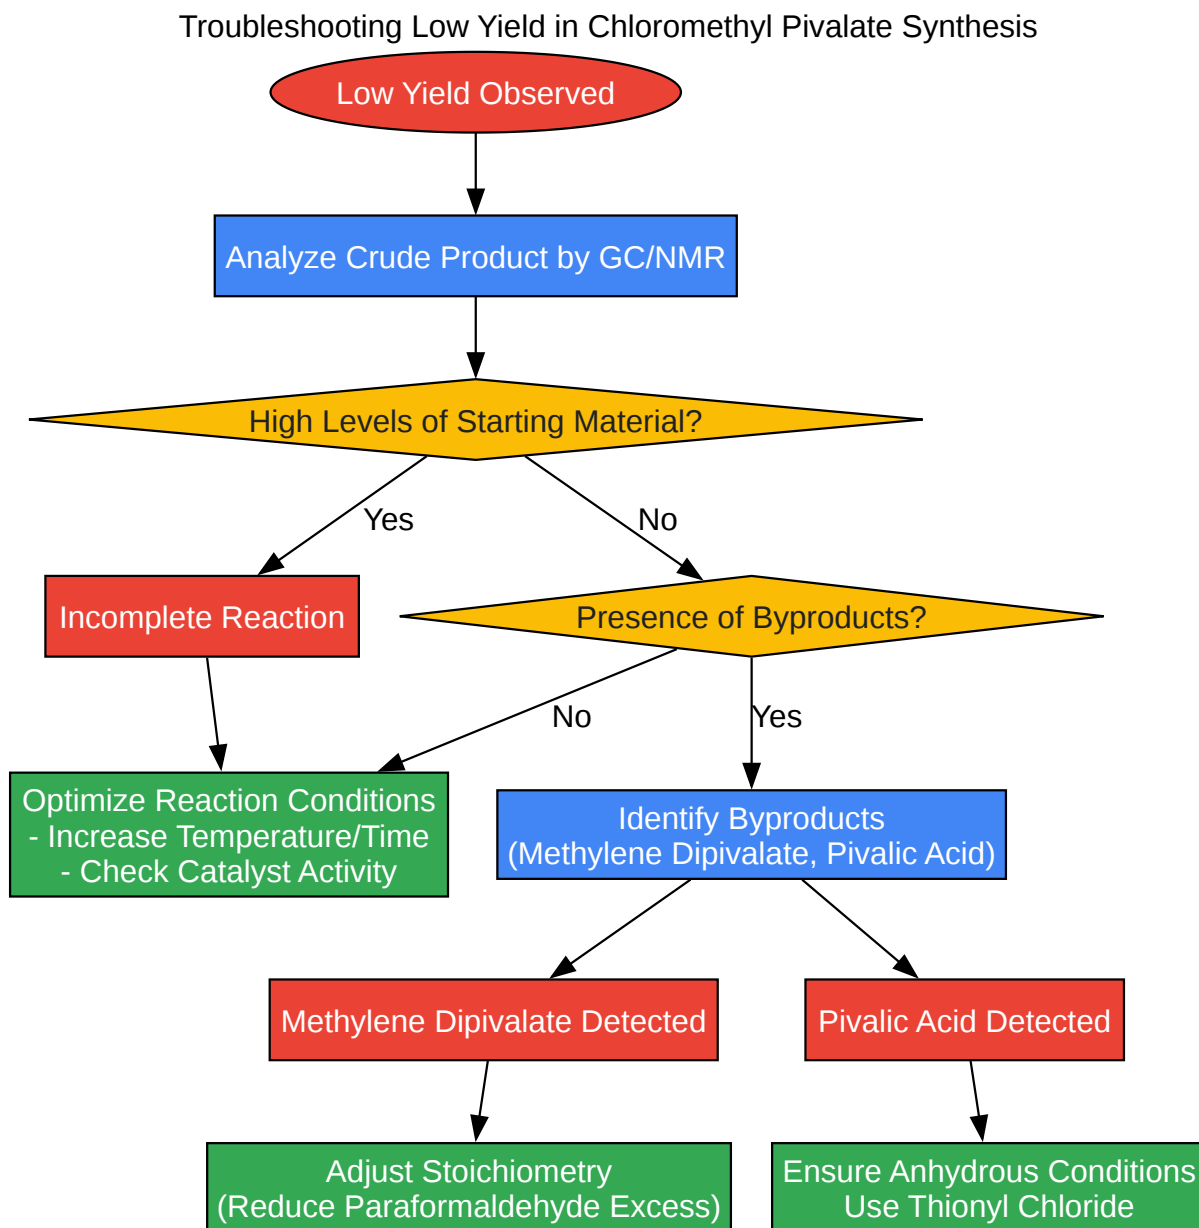 Troubleshooting Low Yield in Chloromethyl Pivalate Synthesis
Low Yield Observed
Analyze Crude Product by GC/NMR
High Levels of Starting Material?
Yes
No
Incomplete Reaction
Presence of Byproducts?
No
Yes
Optimize Reaction Conditions
- Increase Temperature/Time
- Check Catalyst Activity
Identify Byproducts
(Methylene Dipivalate, Pivalic Acid)
Methylene Dipivalate Detected
Pivalic Acid Detected
Adjust Stoichiometry
(Reduce Paraformaldehyde Excess)
Ensure Anhydrous Conditions
Use Thionyl Chloride